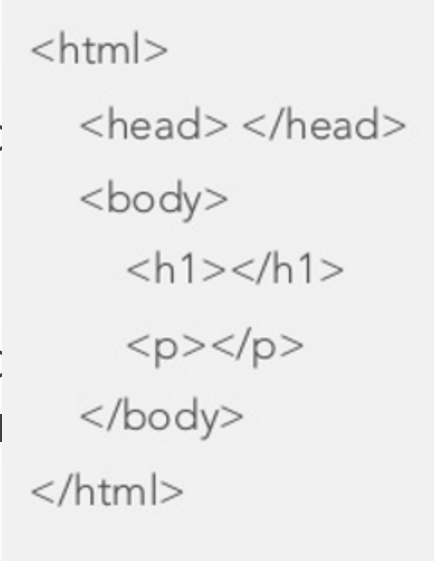 <html>
<head> </head>
<body>
<h1></h1>
<p></p>
</body>
</html>